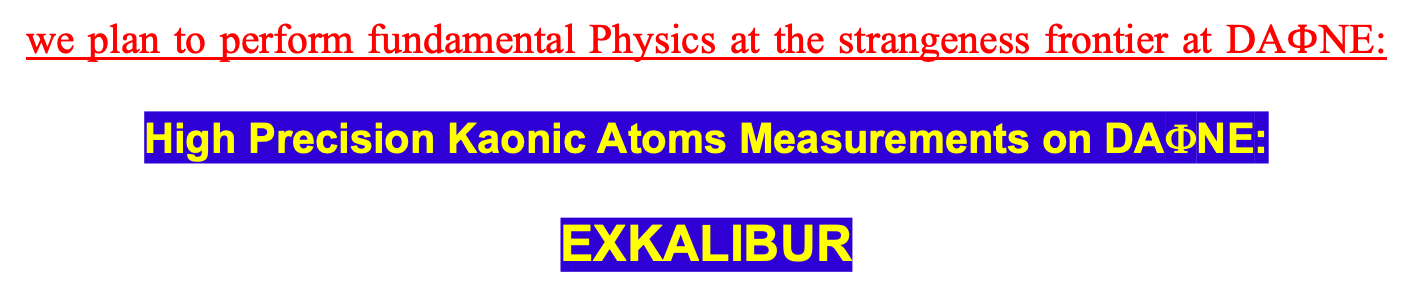 we plan to perform fundamental Physics at the strangeness frontier at DAΦNE:
High Precision Kaonic Atoms Measurements on DAΦNE:
EXKALIBUR